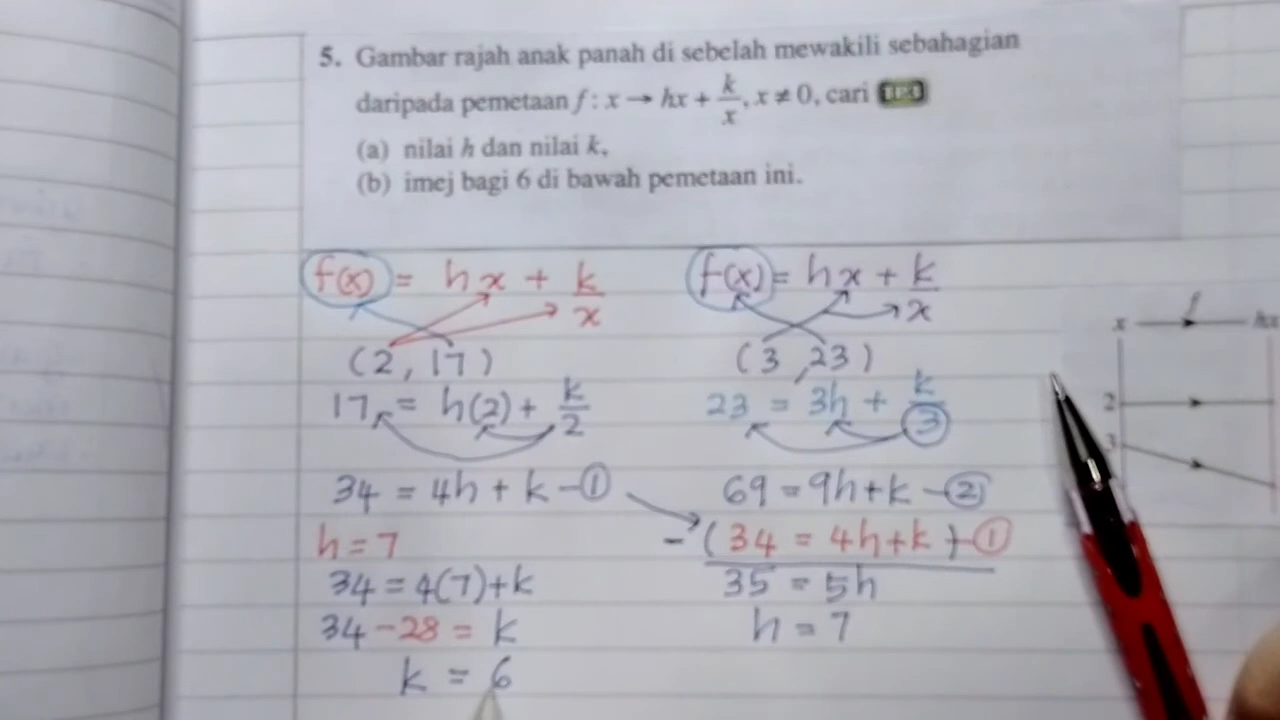 5. Gambar rajah anak panah di sebelah mewakili sebahagian
daripada pemetaan f : x → hx + k/x, x ≠ 0, cari
(a) nilai h dan nilai k,
(b) imej bagi 6 di bawah pemetaan ini.
f(x) = hx + k/x
(2, 17)
17 = h(2) + k/2
34 = 4h + k - ①
h = 7
34 = 4(7) + k
34 - 28 = k
k = 6
f(x) = hx + k/x
(3, 23)
23 = 3h + k/3
69 = 9h + k - ②
- (34 = 4h + k) - ①
35 = 5h
h = 7
x f
2
3